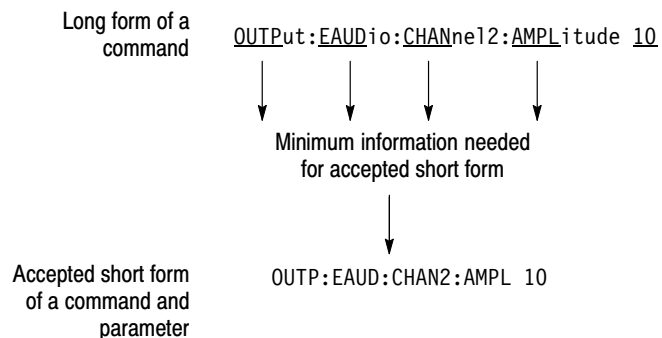 Long form of a
command
OUTPut:EAUDio:CHANnel2:AMPLitude 10
Minimum information needed
for accepted short form
Accepted short form
of a command and
parameter
OUTP:EAUD:CHAN2:AMPL 10